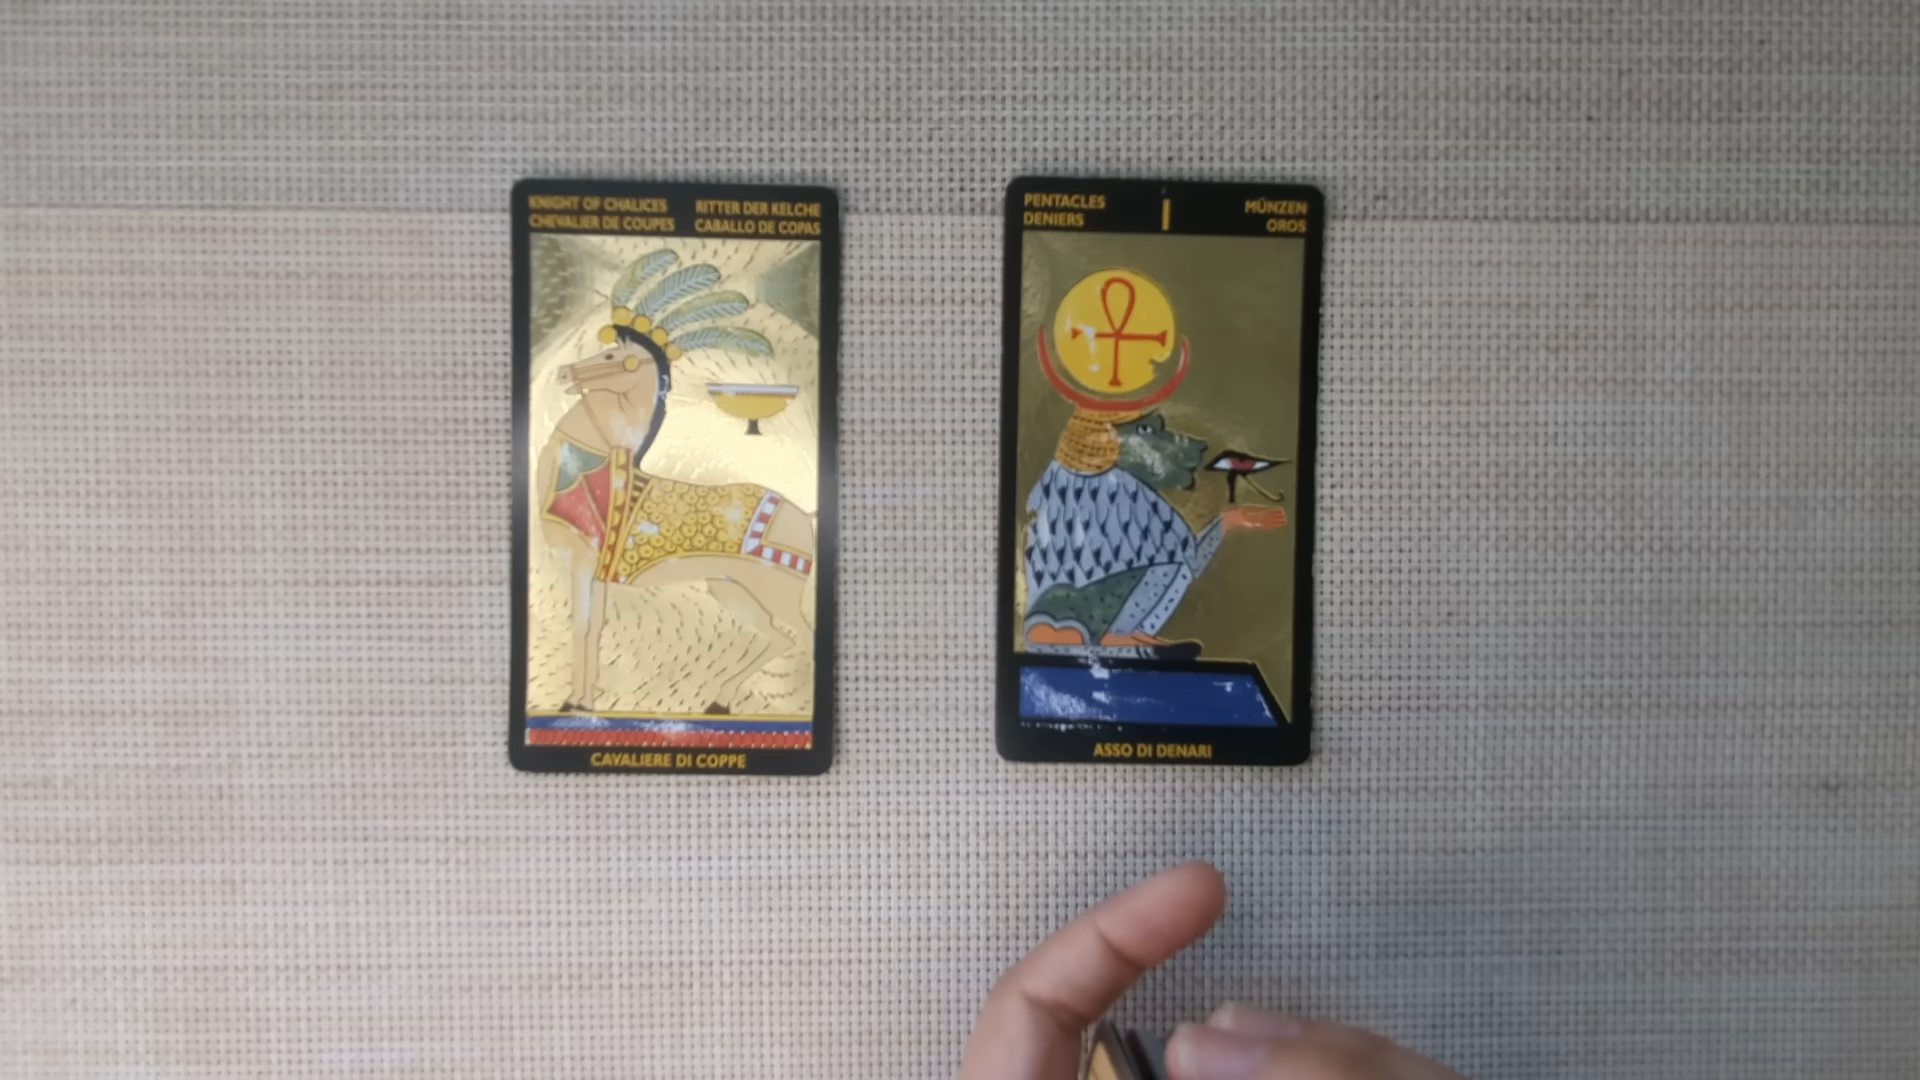 KNIGHT OF CHALICES
CHEVALIER DE COUPES
RITTER DER KELCHE
CABALLO DE COPAS
CAVALIERE DI COPPE
PENTACLES
DENIERS
I
MÜNZEN
OROS
ASSO DI DENARI